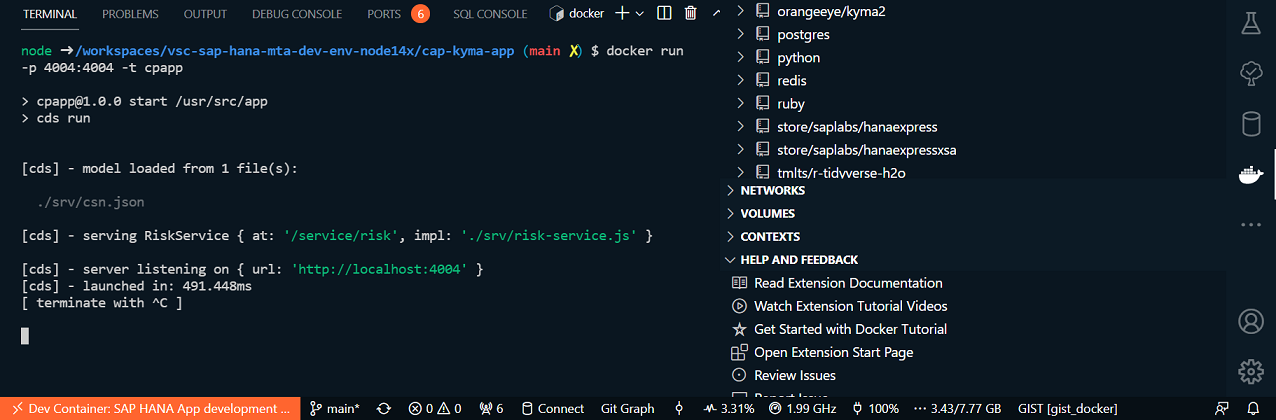 TERMINAL PROBLEMS OUTPUT DEBUG CONSOLE PORTS 6 SQL CONSOLE docker
node ➜/workspaces/vsc-sap-hana-mta-dev-env-node14x/cap-kyma-app (main ✗) $ docker run
-p 4004:4004 -t cpapp
> cpapp@1.0.0 start /usr/src/app
> cds run
[cds] - model loaded from 1 file(s):
./srv/csn.json
[cds] - serving RiskService { at: '/service/risk', impl: './srv/risk-service.js' }
[cds] - server listening on { url: 'http://localhost:4004' }
[cds] - launched in: 491.448ms
[ terminate with ^C ]
orangeeye/kyma2
postgres
python
redis
ruby
store/saplabs/hanaexpress
store/saplabs/hanaexpressxsa
tmlts/r-tidyverse-h2o
NETWORKS
VOLUMES
CONTEXTS
HELP AND FEEDBACK
Read Extension Documentation
Watch Extension Tutorial Videos
Get Started with Docker Tutorial
Open Extension Start Page
Review Issues
Report Issue
Dev Container: SAP HANA App development ... main* 0 0 6 Connect Git Graph 3.31% 1.99 GHz 100% 3.43/7.77 GB GIST [gist_docker]